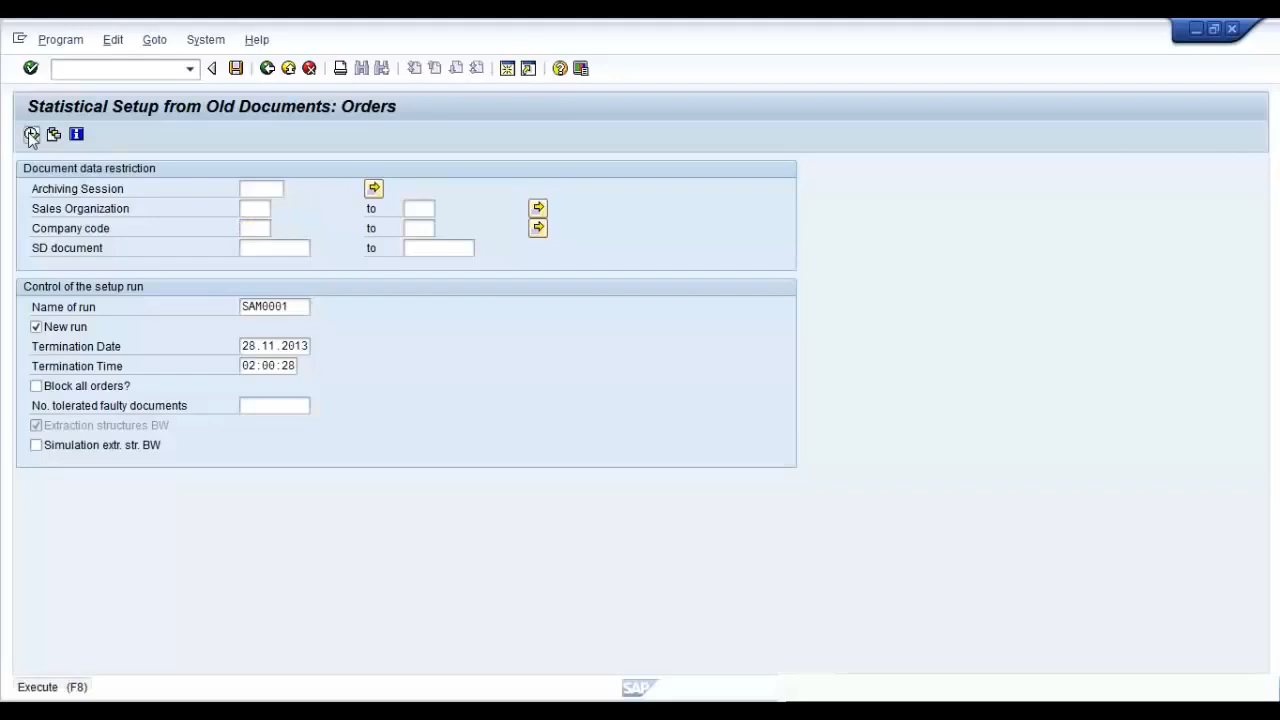 Program Edit Goto System Help
Statistical Setup from Old Documents: Orders
Document data restriction
Archiving Session
Sales Organization to
Company code to
SD document to
Control of the setup run
Name of run SAM0001
New run
Termination Date 28.11.2013
Termination Time 02:00:28
Block all orders?
No. tolerated faulty documents
Extraction structures BW
Simulation extr. str. BW
Execute (F8) SAP